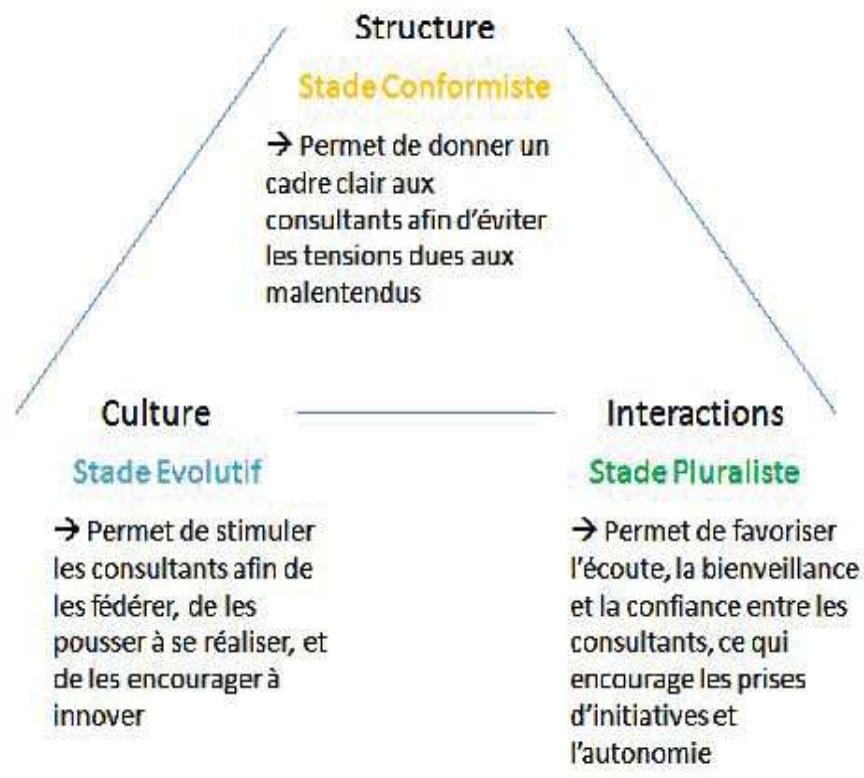 Structure
Stade Conformiste
→ Permet de donner un
cadre clair aux
consultants afin d'éviter
les tensions dues aux
malentendus
Culture
Stade Evolutif
→ Permet de stimuler
les consultants afin de
les fédérer, de les
pousser à se réaliser, et
de les encourager à
innover
Interactions
Stade Pluraliste
→ Permet de favoriser
l'écoute, la bienveillance
et la confiance entre les
consultants, ce qui
encourage les prises
d'initiatives et
l'autonomie